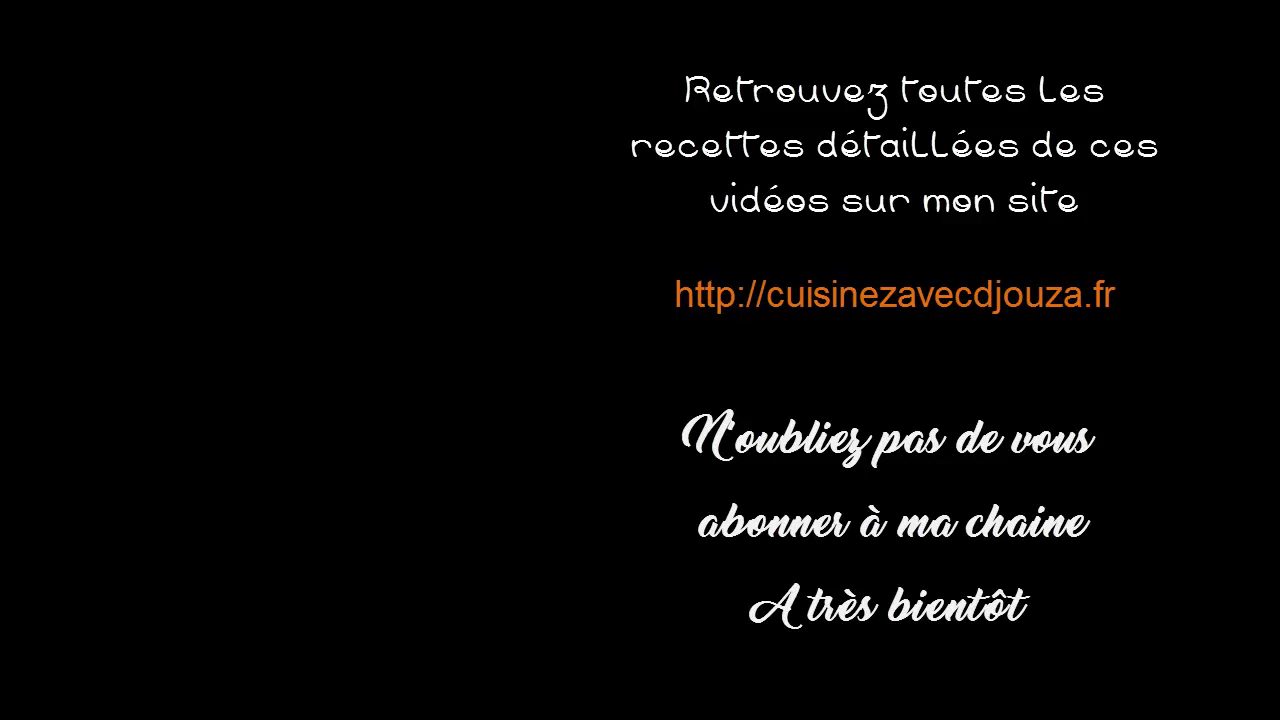 Retrouvez toutes les
recettes détaillées de ces
vidéos sur mon site
http://cuisinezavecdjouza.fr
N'oubliez pas de vous
abonner à ma chaine
A très bientôt